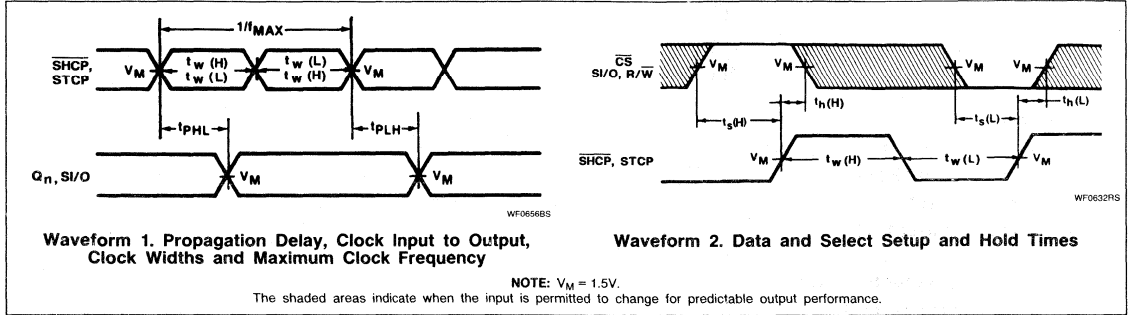 1/fMAX
SHCP,
STCP
VM
tw (H)
tw (L)
tw (L)
tw (H)
VM
tPHL
tPLH
Qn, SI/O
VM
VM
WF0656BS
Waveform 1. Propagation Delay, Clock Input to Output,
Clock Widths and Maximum Clock Frequency
CS
SI/O, R/W
VM
VM
VM
VM
th(H)
th(L)
ts(H)
ts(L)
SHCP, STCP
VM
tw(H)
tw(L)
VM
WF0632RS
Waveform 2. Data and Select Setup and Hold Times
NOTE: VM = 1.5V.
The shaded areas indicate when the input is permitted to change for predictable output performance.